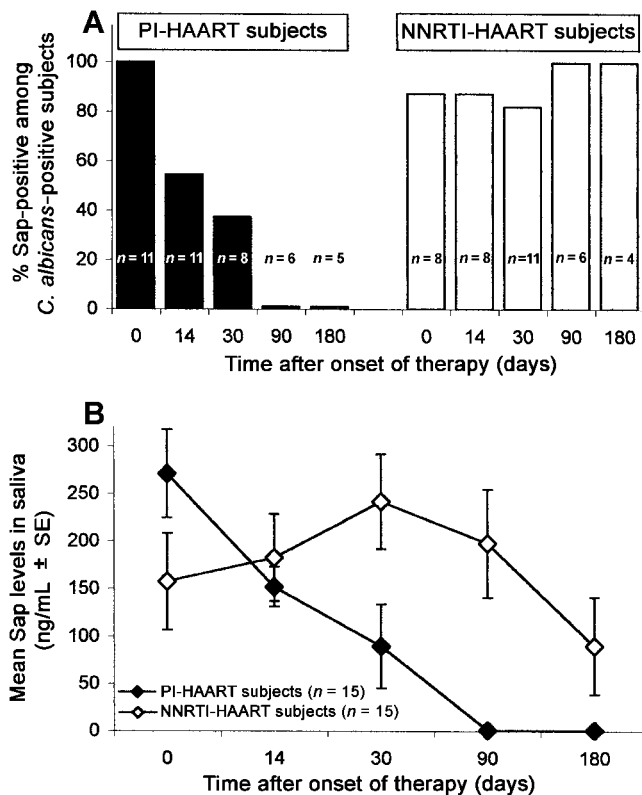 A
PI-HAART subjects
NNRTI-HAART subjects
% Sap-positive among
C. albicans-positive subjects
100
80
60
40
20
0
n = 11 n = 11 n = 8 n = 6 n = 5
n = 8 n = 8 n=11 n = 6 n = 4
0 14 30 90 180 0 14 30 90 180
Time after onset of therapy (days)
B
Mean Sap levels in saliva
(ng/mL ± SE)
300
250
200
150
100
50
0
PI-HAART subjects (n = 15)
NNRTI-HAART subjects (n = 15)
0 14 30 90 180
Time after onset of therapy (days)